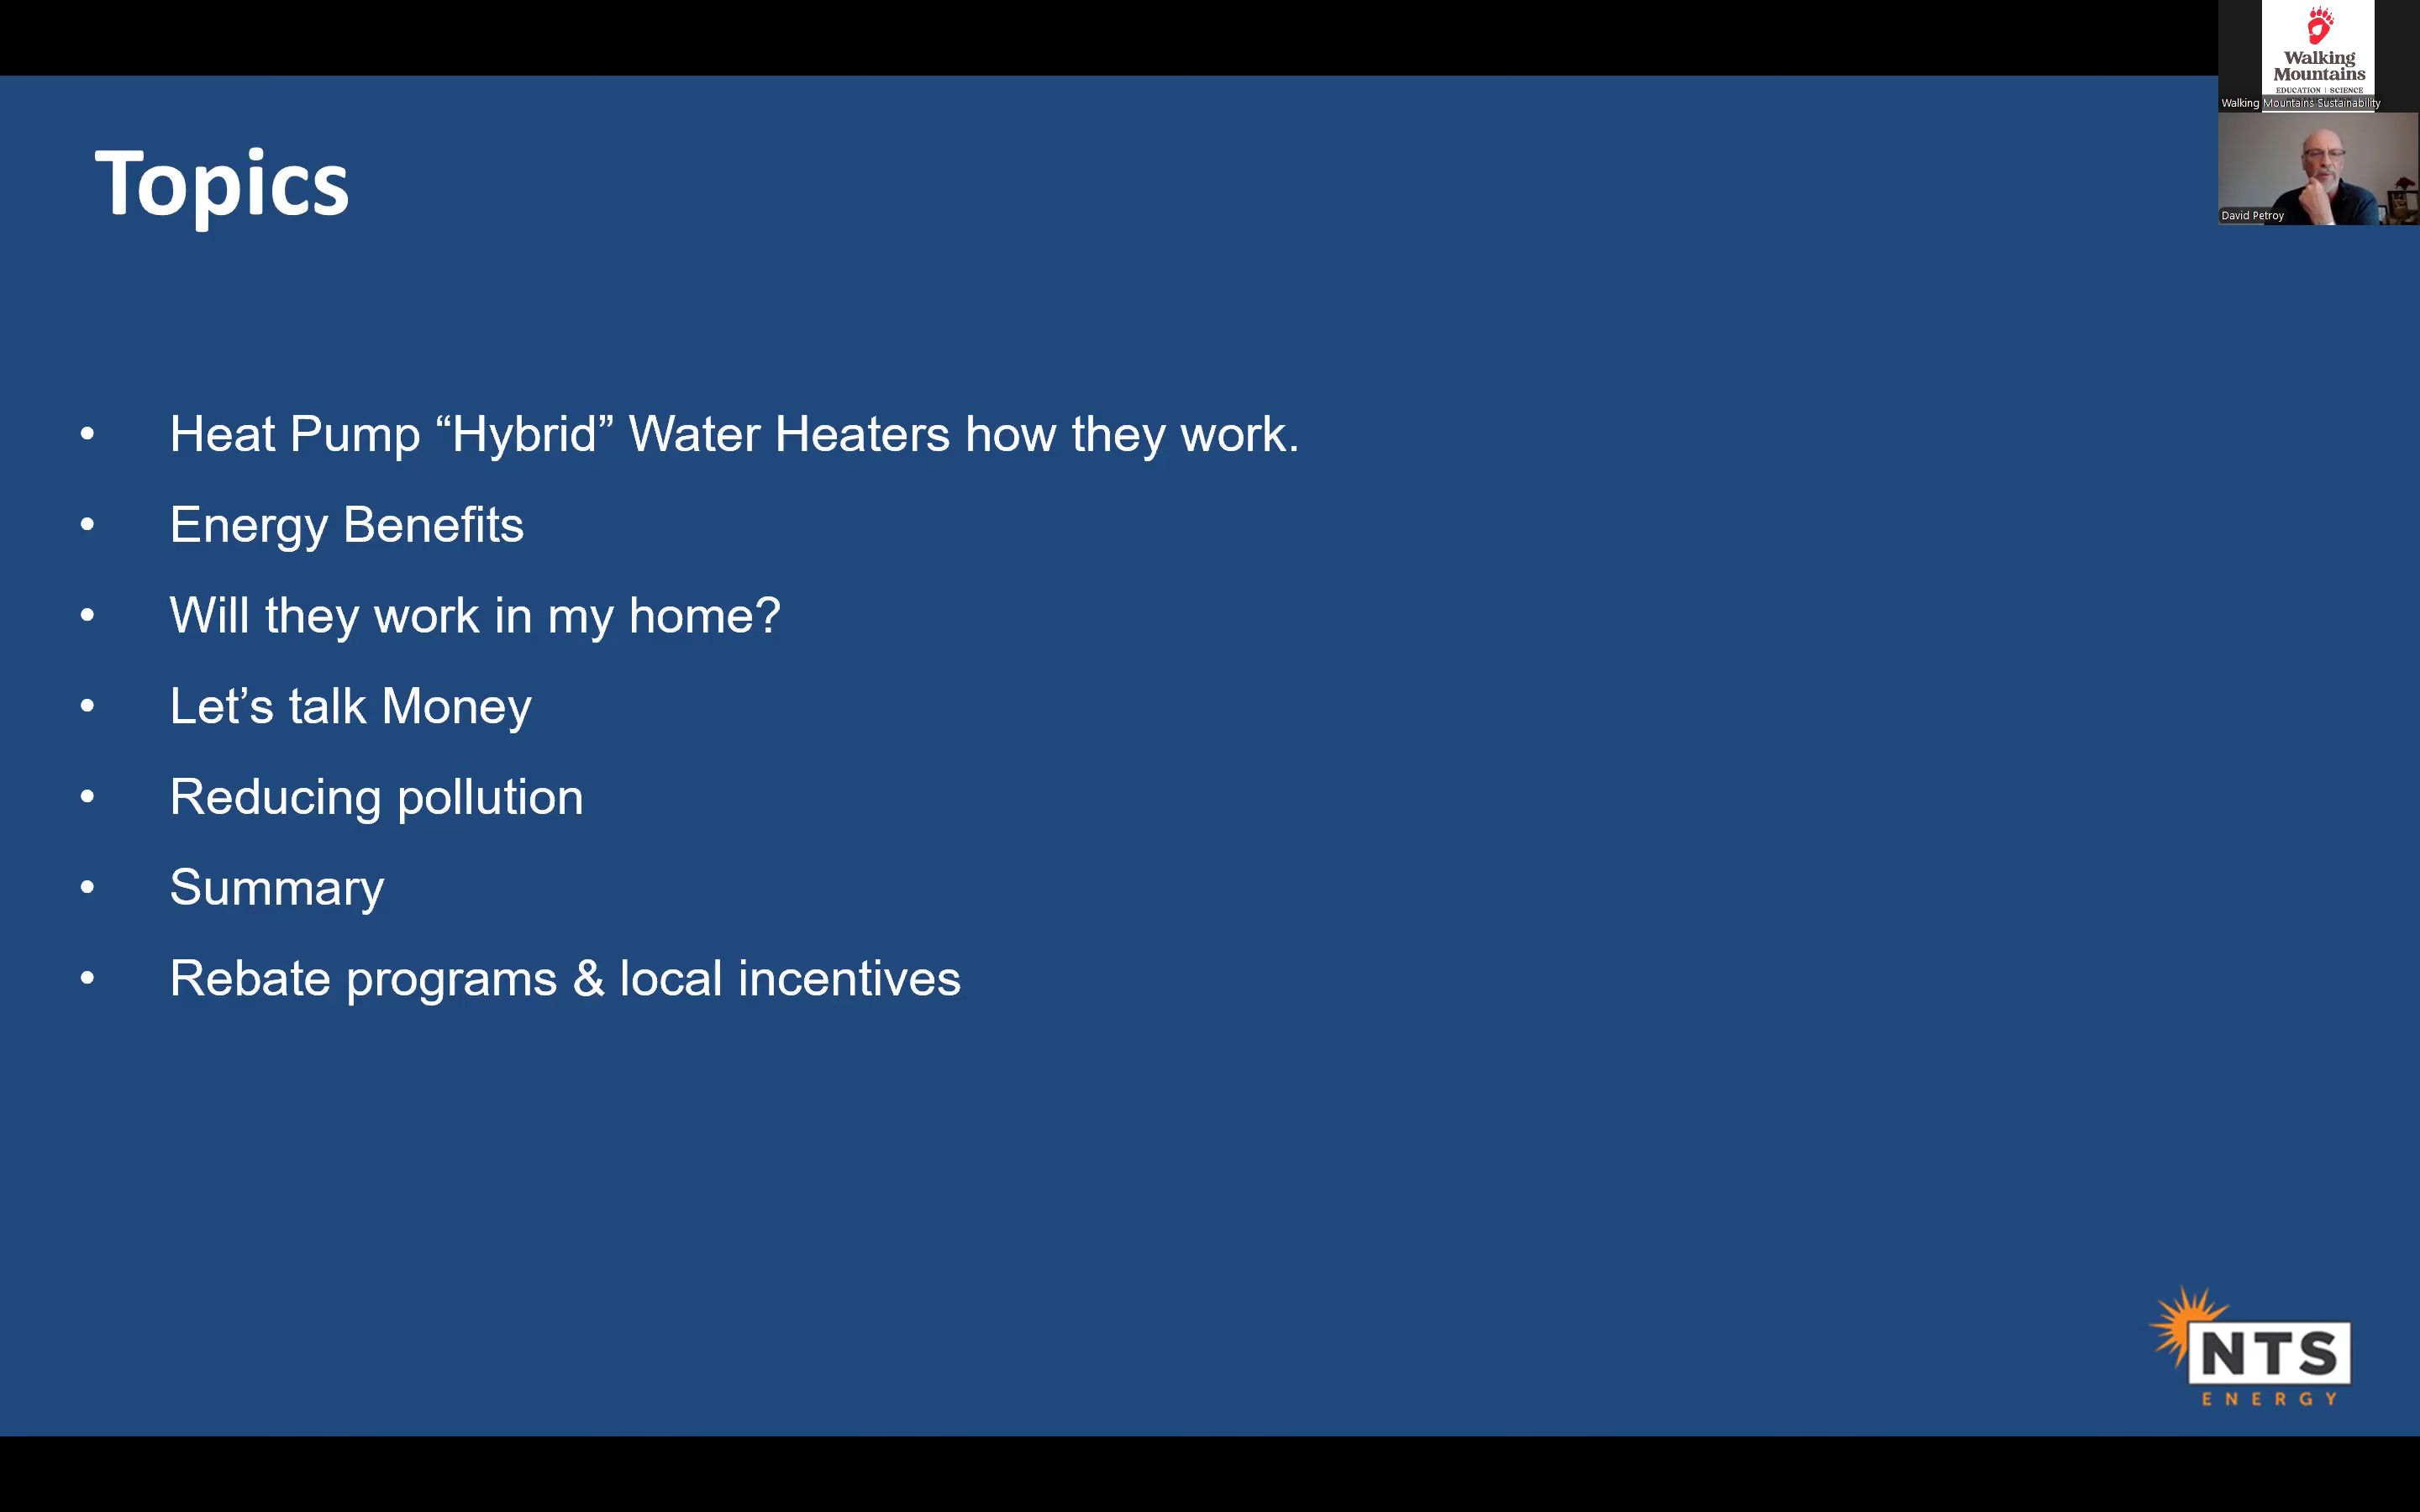 Walking
Mountains
EDUCATION | SCIENCE
Walking Mountains Sustainability
Topics
David Petroy
• Heat Pump “Hybrid” Water Heaters how they work.
• Energy Benefits
• Will they work in my home?
• Let’s talk Money
• Reducing pollution
• Summary
• Rebate programs & local incentives
NTS
ENERGY